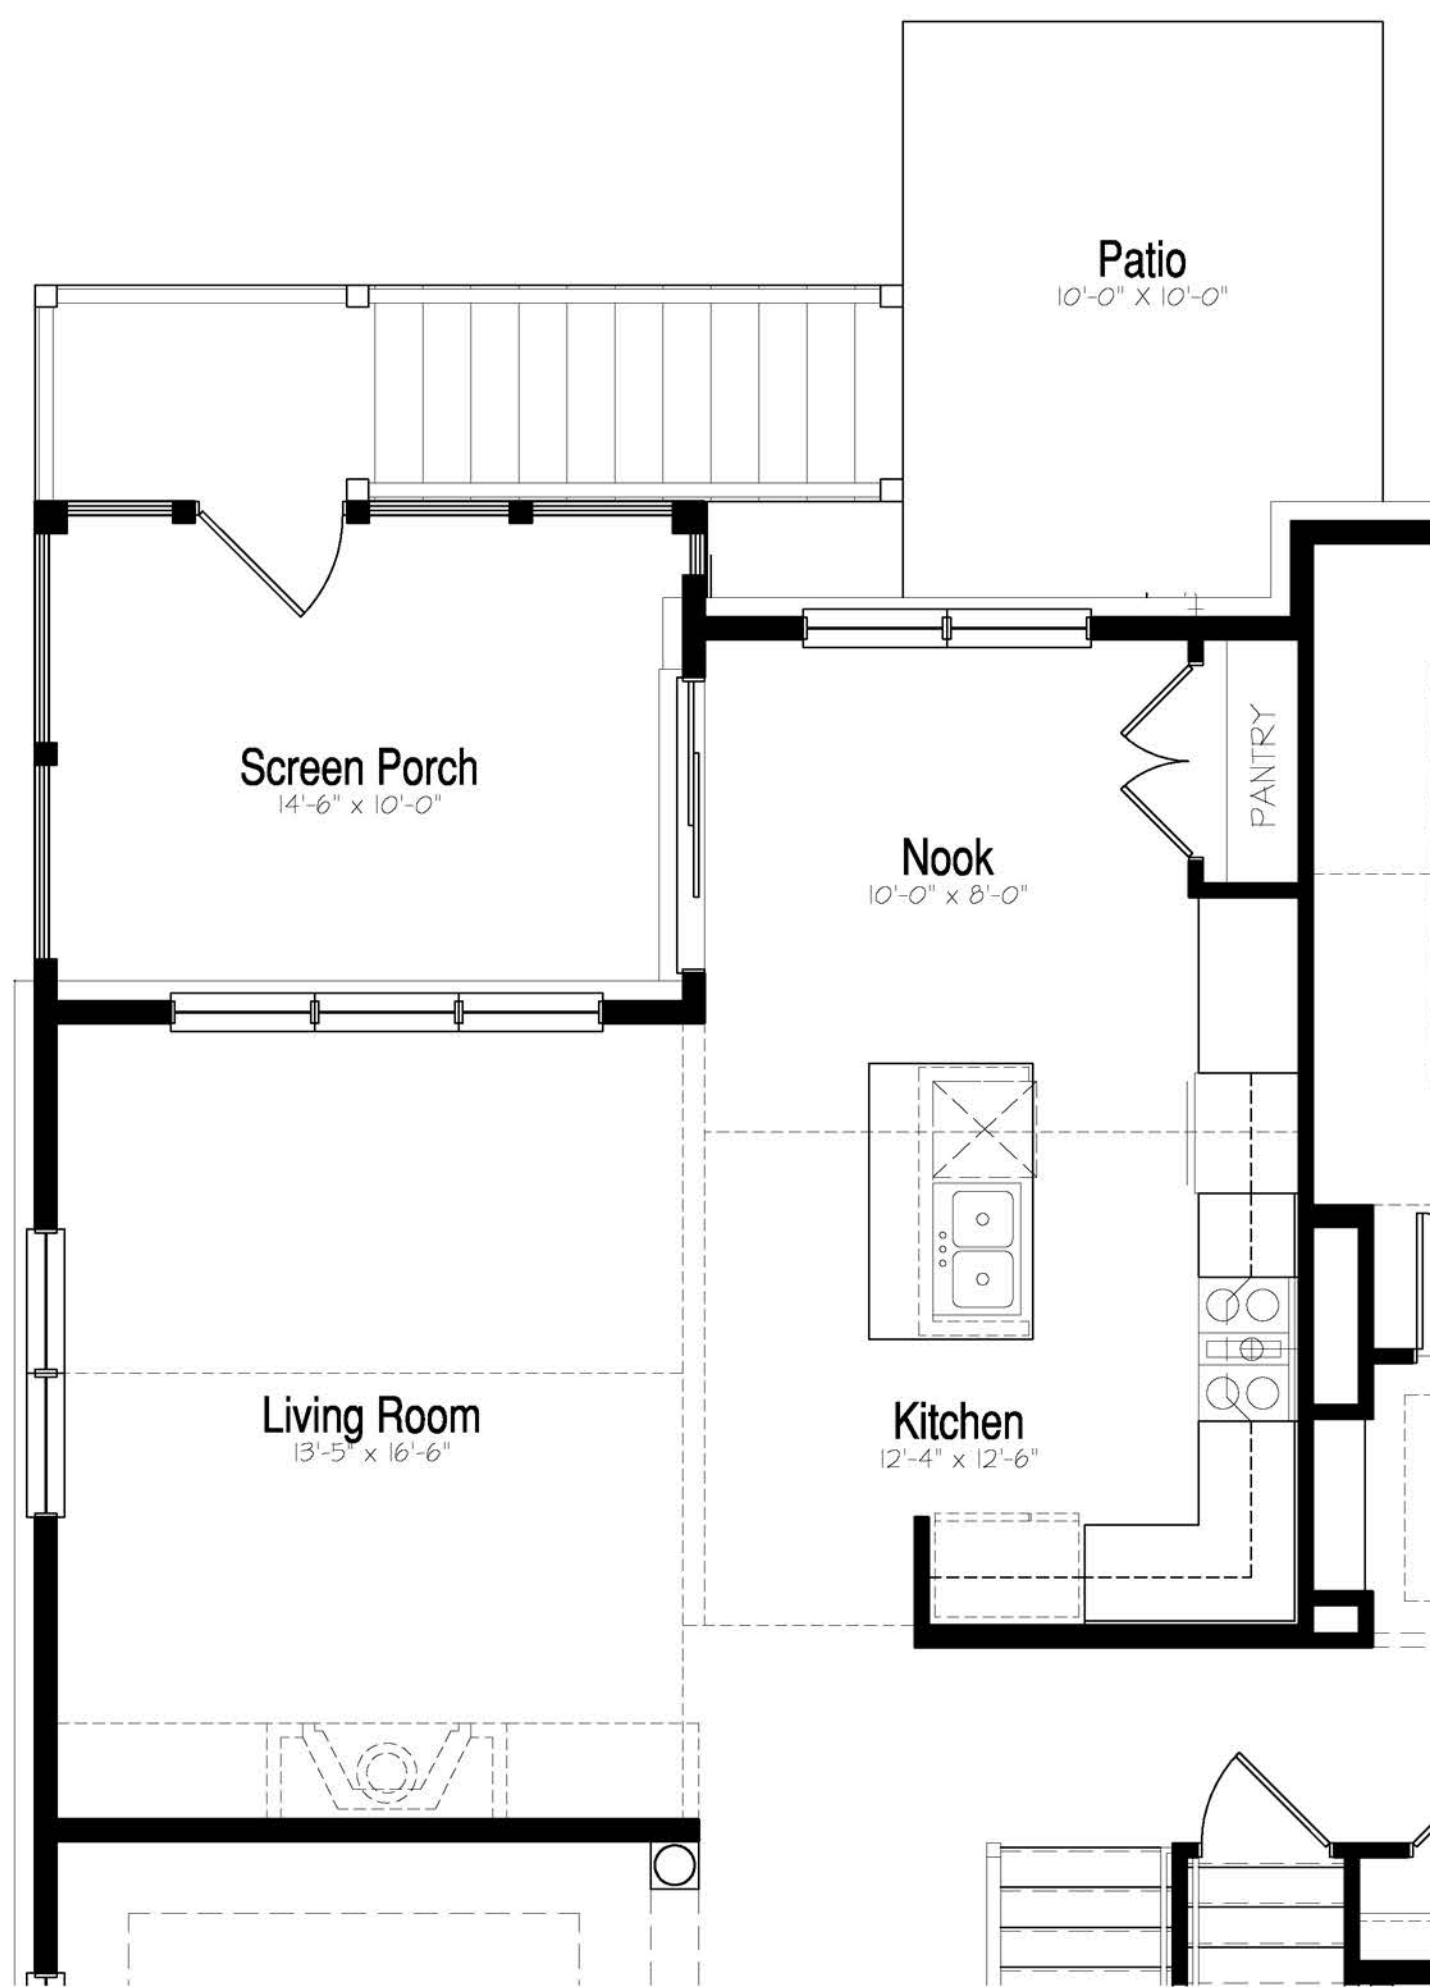 Patio
10'-0" X 10'-0"
Screen Porch
14'-6" x 10'-0"
PANTRY
Nook
10'-0" x 8'-0"
Living Room
13'-5" x 16'-6"
Kitchen
12'-4" x 12'-6"